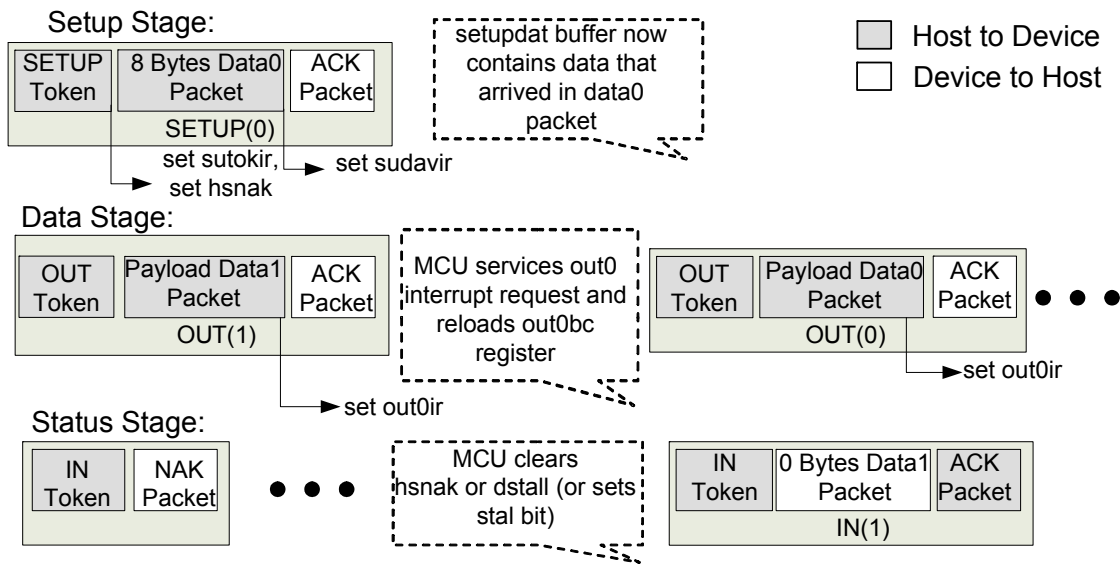 Setup Stage:
SETUP
Token
8 Bytes Data0
Packet
ACK
Packet
SETUP(0)
set sutokir,
set hsnak
set sudavir
setupdat buffer now
contains data that
arrived in data0
packet
Host to Device
Device to Host
Data Stage:
OUT
Token
Payload Data1
Packet
ACK
Packet
OUT(1)
set out0ir
MCU services out0
interrupt request and
reloads out0bc
register
OUT
Token
Payload Data0
Packet
ACK
Packet
OUT(0)
set out0ir
Status Stage:
IN
Token
NAK
Packet
MCU clears
hsnak or dstall (or sets
stal bit)
IN
Token
0 Bytes Data1
Packet
ACK
Packet
IN(1)